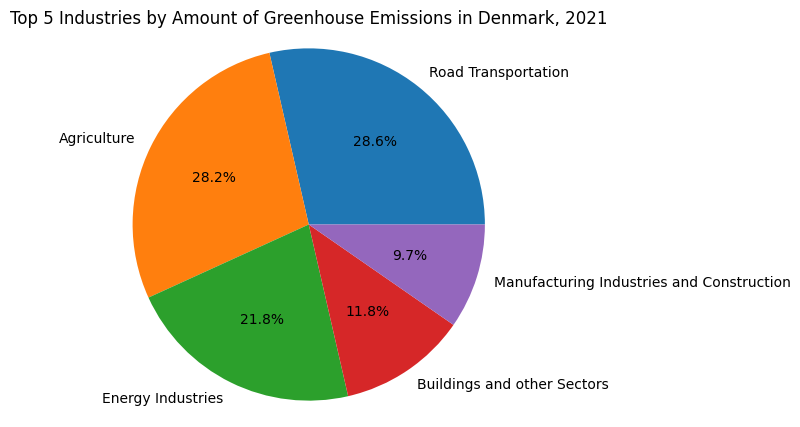 Top 5 Industries by Amount of Greenhouse Emissions in Denmark, 2021
Road Transportation
28.6%
Agriculture
28.2%
Energy Industries
21.8%
Buildings and other Sectors
11.8%
Manufacturing Industries and Construction
9.7%